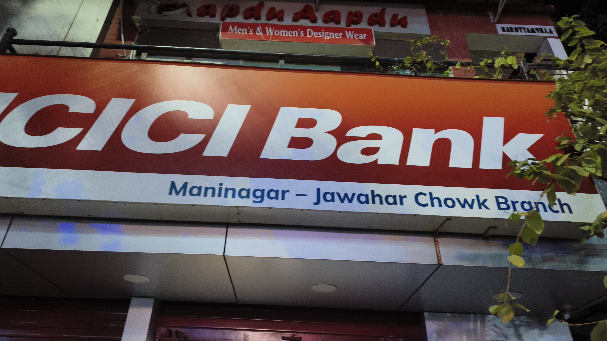 Aapdu Aapdu
Men's & Women's Designer Wear
ICICI Bank
Maninagar – Jawahar Chowk Branch